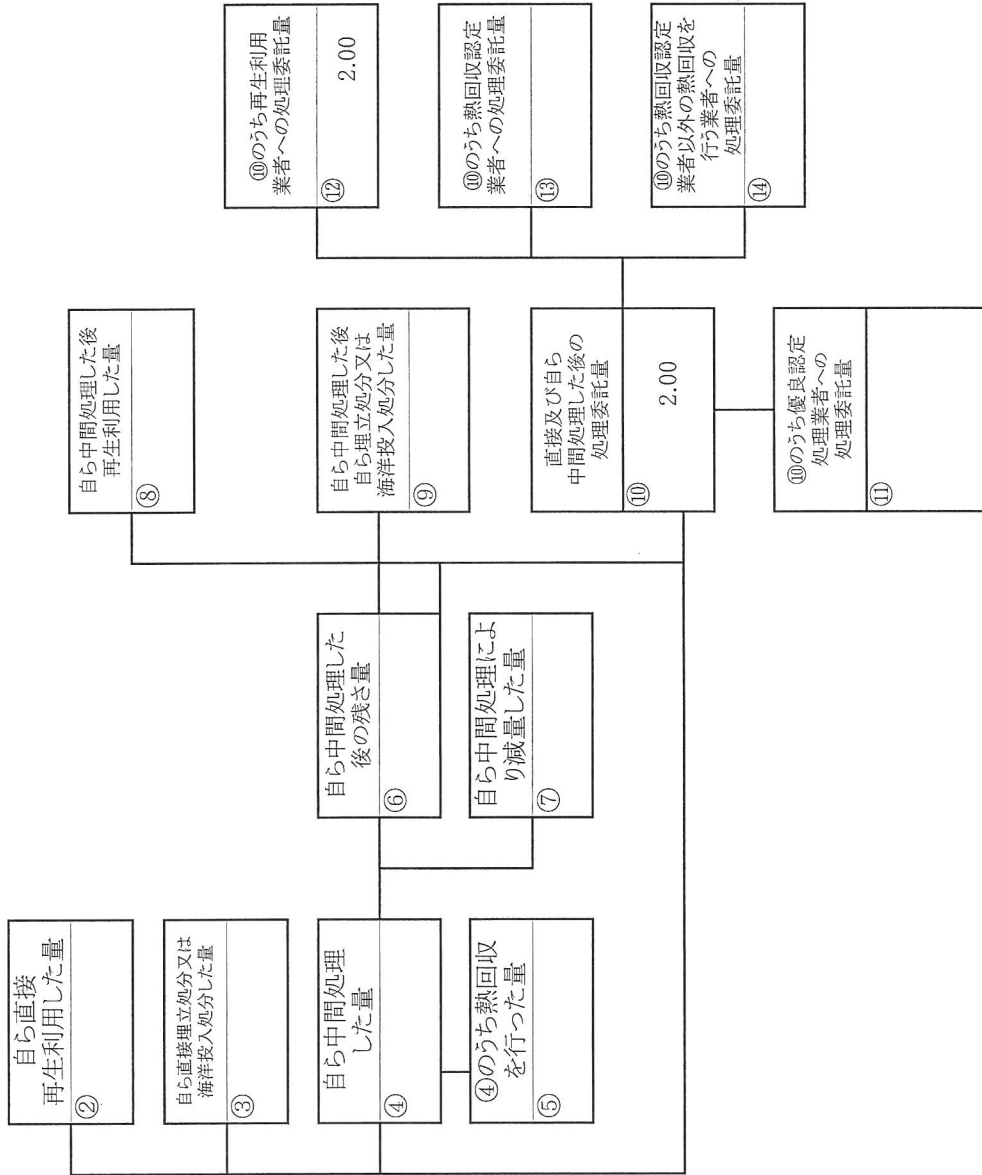 自ら直接
再生利用した量
②
自ら直接埋立処分又は
海洋投入処分した量
③
自ら中間処理
した量
④
④のうち熱回収
を行った量
⑤
自ら中間処理した
後の残さ量
⑥
自ら中間処理によ
り減量した量
⑦
自ら中間処理した後
再生利用した量
⑧
自ら中間処理した後
自ら埋立処分又は
海洋投入処分した量
⑨
直接及び自ら
中間処理した後の
処理委託量
⑩
2.00
⑩のうち優良認定
処理業者への
処理委託量
⑪
⑩のうち再生利用
業者への処理委託量
⑫
2.00
⑩のうち熱回収認定
業者への処理委託量
⑬
⑩のうち熱回収認定
業者以外の熱回収を
行う業者への
処理委託量
⑭